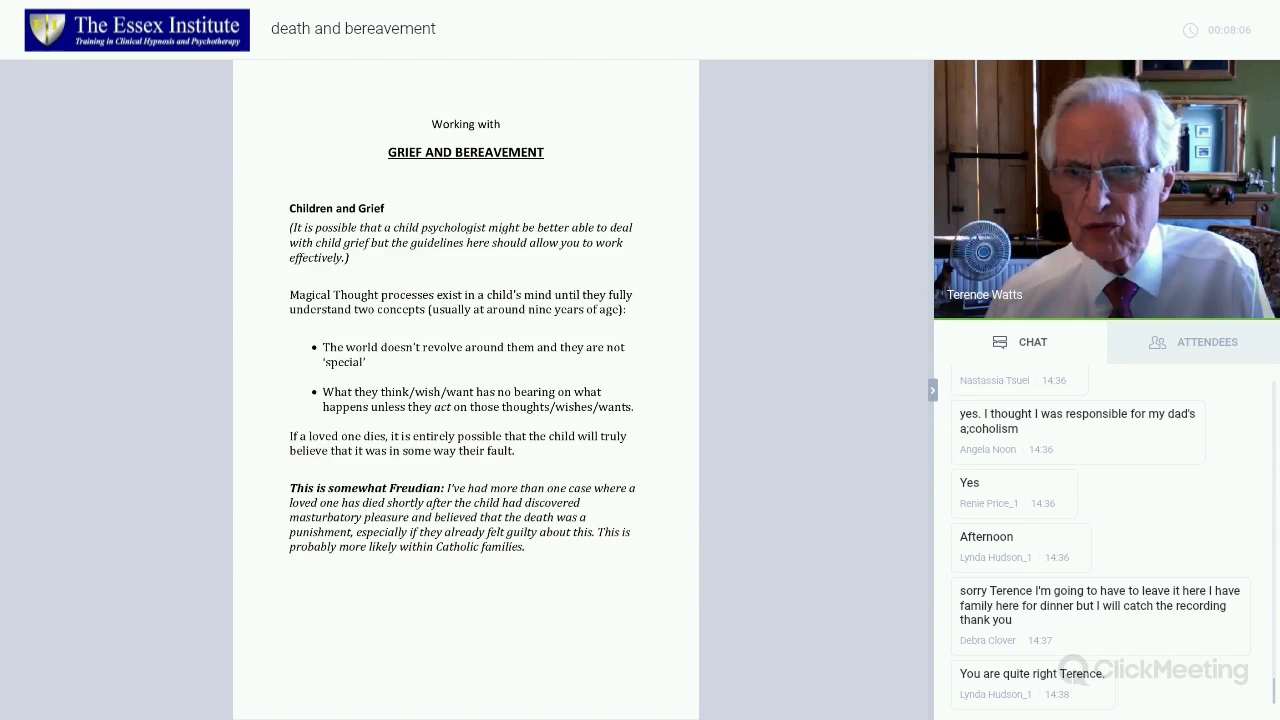 The Essex Institute
Training in Clinical Hypnosis and Psychotherapy
death and bereavement
00:08:06
Working with
GRIEF AND BEREAVEMENT
Children and Grief
(It is possible that a child psychologist might be better able to deal
with child grief but the guidelines here should allow you to work
effectively.)
Magical Thought processes exist in a child's mind until they fully
understand two concepts (usually at around nine years of age):
• The world doesn't revolve around them and they are not
‘special’
• What they think/wish/want has no bearing on what
happens unless they act on those thoughts/wishes/wants.
If a loved one dies, it is entirely possible that the child will truly
believe that it was in some way their fault.
This is somewhat Freudian: I've had more than one case where a
loved one has died shortly after the child had discovered
masturbatory pleasure and believed that the death was a
punishment, especially if they already felt guilty about this. This is
probably more likely within Catholic families.
Terence Watts
CHAT
ATTENDEES
Nastassia Tsuei · 14:36
yes. I thought I was responsible for my dad's
a;coholism
Angela Noon · 14:36
Yes
Renie Price_1 · 14:36
Afternoon
Lynda Hudson_1 · 14:36
sorry Terence I'm going to have to leave it here I have
family here for dinner but I will catch the recording
thank you
Debra Clover · 14:37
You are quite right Terence.
Lynda Hudson_1 · 14:38
ClickMeeting